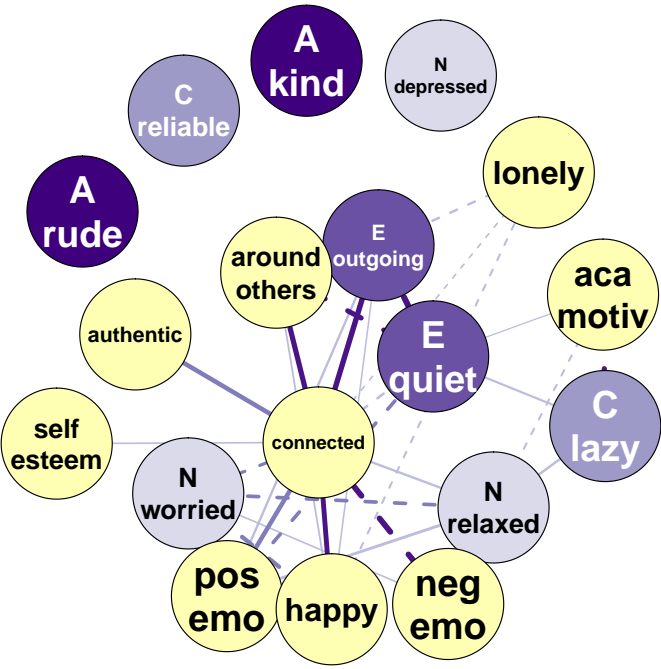 A
kind
N
depressed
C
reliable
lonely
A
rude
E
outgoing
around
others
aca
motiv
authentic
E
quiet
C
lazy
self
esteem
connected
N
worried
N
relaxed
pos
emo
happy
neg
emo